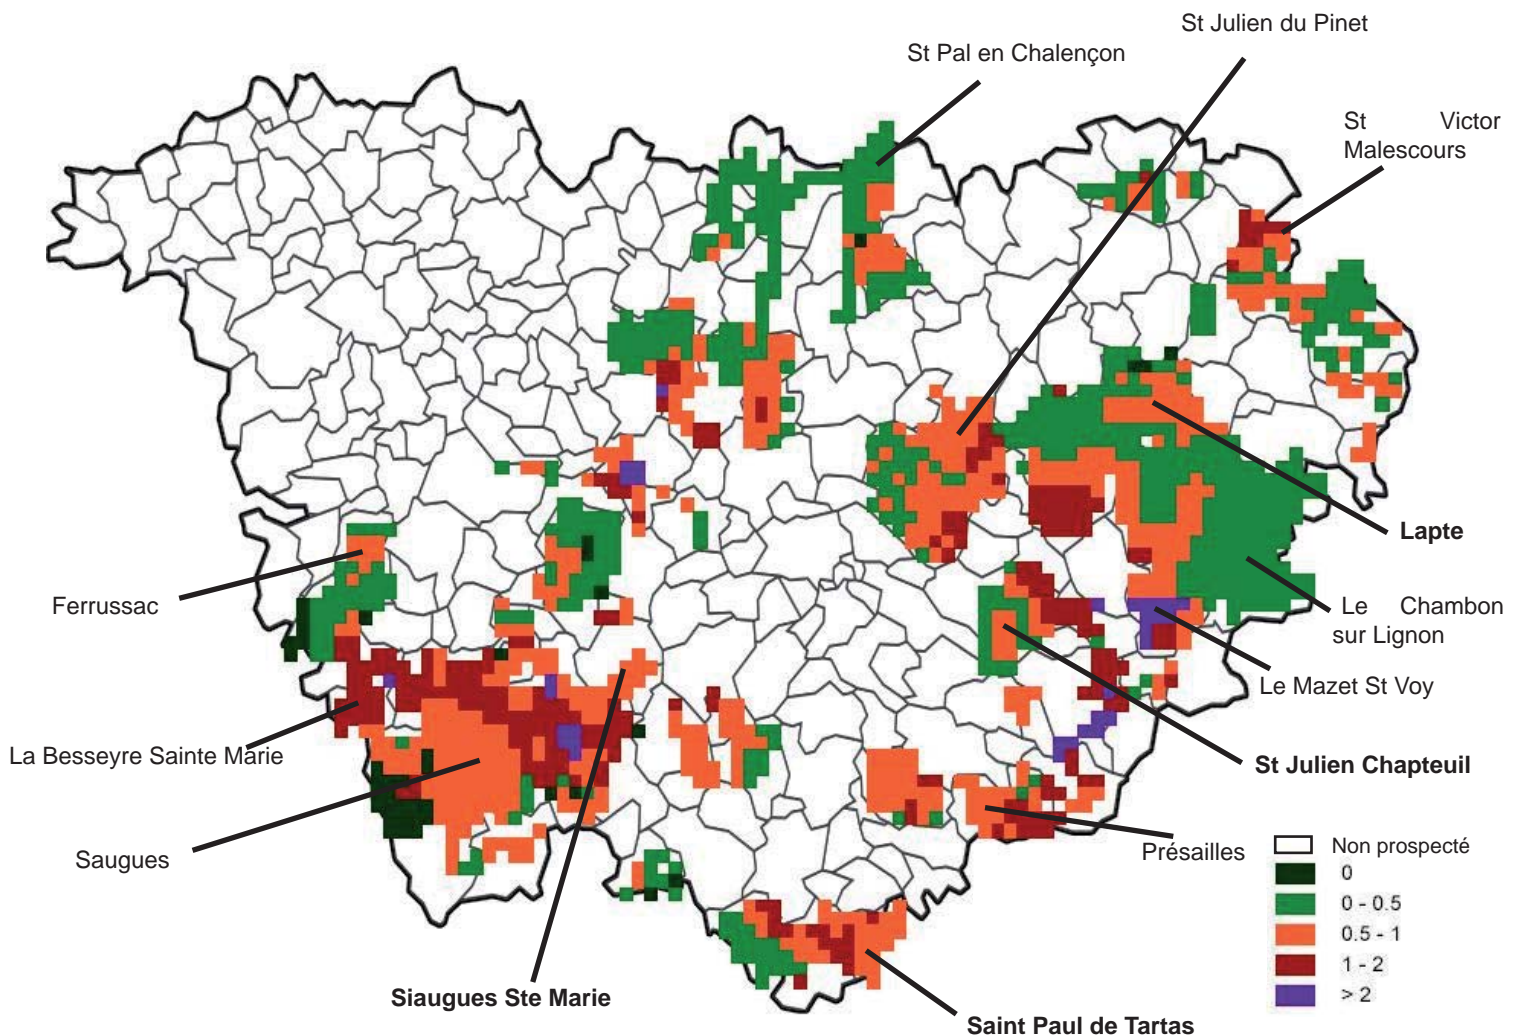 St Julien du Pinet
St Pal en Chalençon
St Victor
Malescours
Lapte
Ferrussac
Le Chambon
sur Lignon
Le Mazet St Voy
La Besseyre Sainte Marie
St Julien Chapteuil
Saugues
Présailles
Non prospecté
0
0 - 0.5
0.5 - 1
1 - 2
> 2
Siaugues Ste Marie
Saint Paul de Tartas